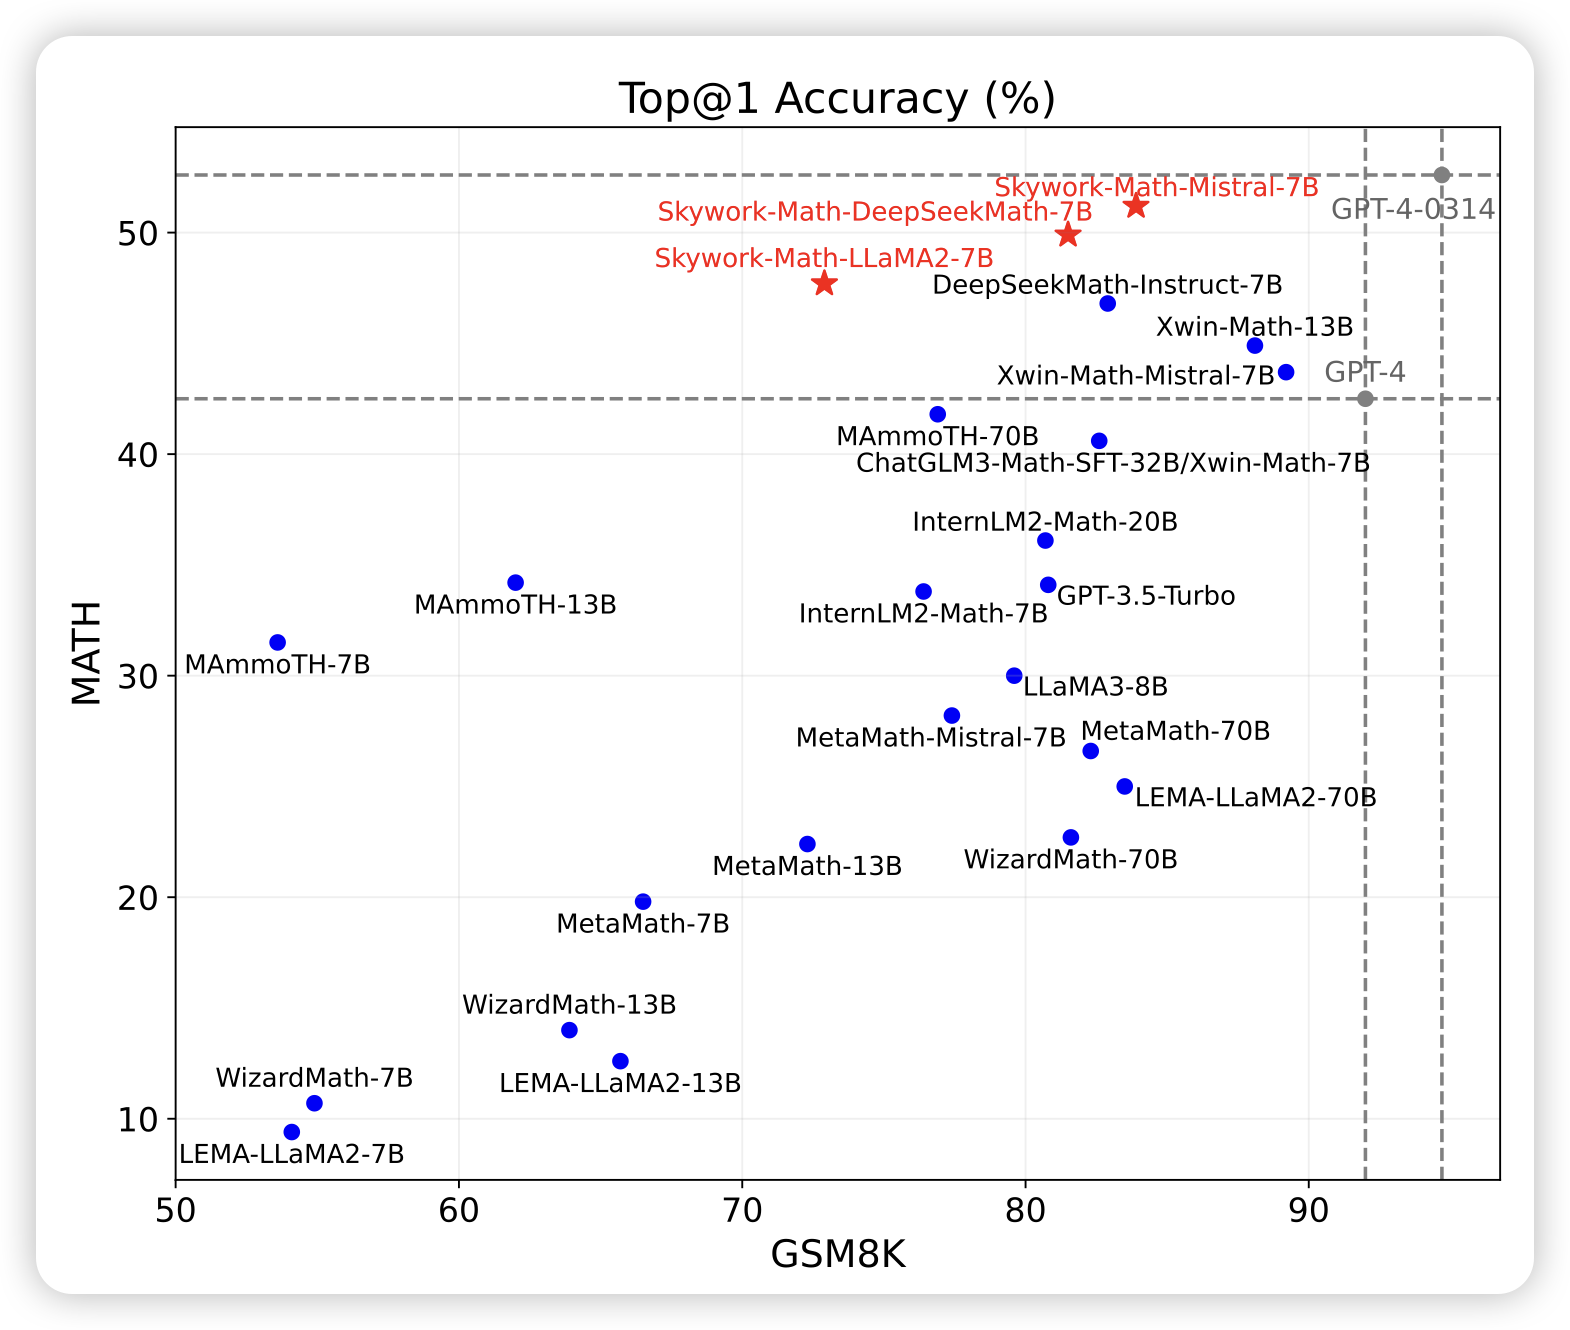 Top@1 Accuracy (%)
Skywork-Math-Mistral-7B
GPT-4-0314
Skywork-Math-DeepSeekMath-7B
Skywork-Math-LLaMA2-7B
DeepSeekMath-Instruct-7B
Xwin-Math-13B
Xwin-Math-Mistral-7B
GPT-4
MAmmoTH-70B
ChatGLM3-Math-SFT-32B/Xwin-Math-7B
InternLM2-Math-20B
GPT-3.5-Turbo
MAmmoTH-13B
InternLM2-Math-7B
MAmmoTH-7B
LLaMA3-8B
MetaMath-70B
MetaMath-Mistral-7B
LEMA-LLaMA2-70B
WizardMath-70B
MetaMath-13B
MetaMath-7B
WizardMath-13B
LEMA-LLaMA2-13B
WizardMath-7B
LEMA-LLaMA2-7B
MATH
50
40
30
20
10
50 60 70 80 90
GSM8K